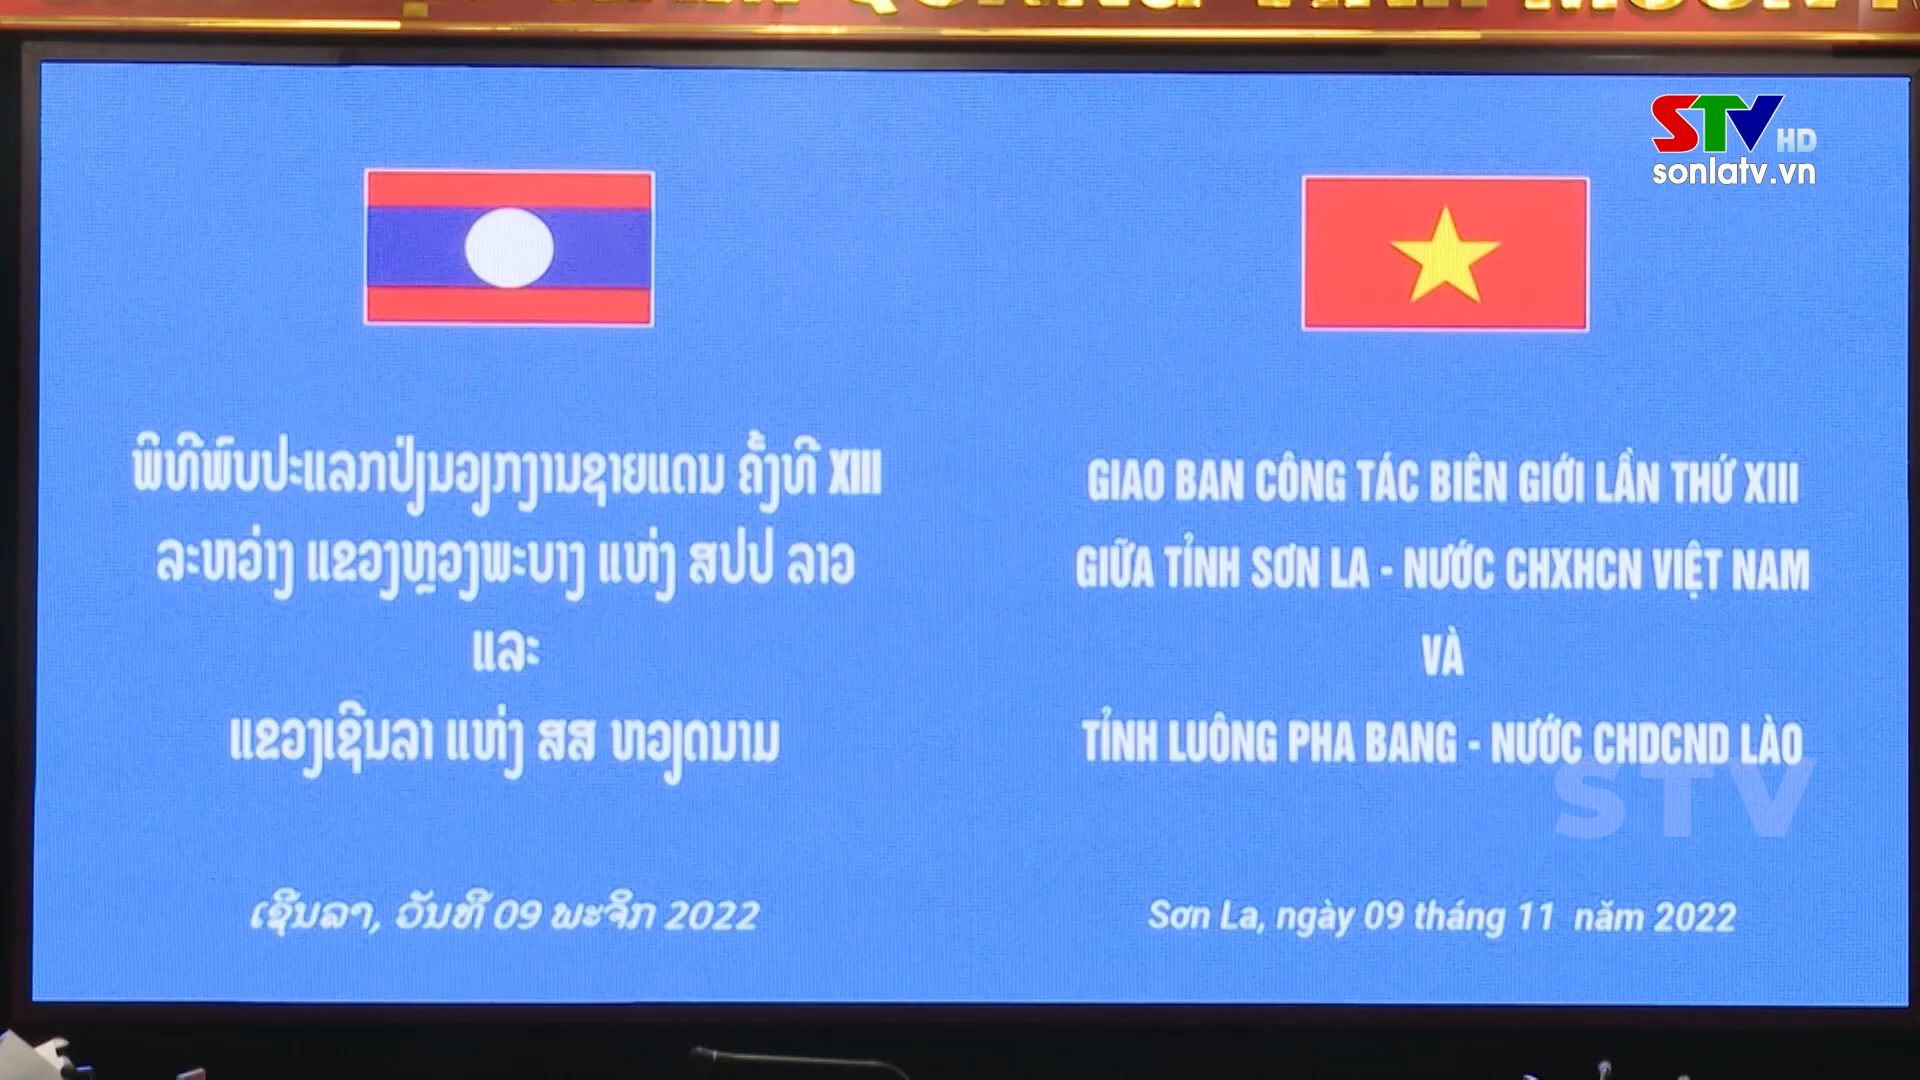 STV HD
sonlatv.vn
ພິທີພົບປະແລກປ່ຽນວຽກງານຊາຍແດນ ຄັ້ງທີ XIII
ລະຫວ່າງ ແຂວງຫຼວງພະບາງ ແຫ່ງ ສປປ ລາວ
ແລະ
ແຂວງເຊີນລາ ແຫ່ງ ສສ ຫວຽດນາມ
ເຊີນລາ, ວັນທີ 09 ພະຈິກ 2022
GIAO BAN CÔNG TÁC BIÊN GIỚI LẦN THỨ XIII
GIỮA TỈNH SƠN LA - NƯỚC CHXHCN VIỆT NAM
VÀ
TỈNH LUÔNG PHA BANG - NƯỚC CHDCND LÀO
STV
Sơn La, ngày 09 tháng 11 năm 2022